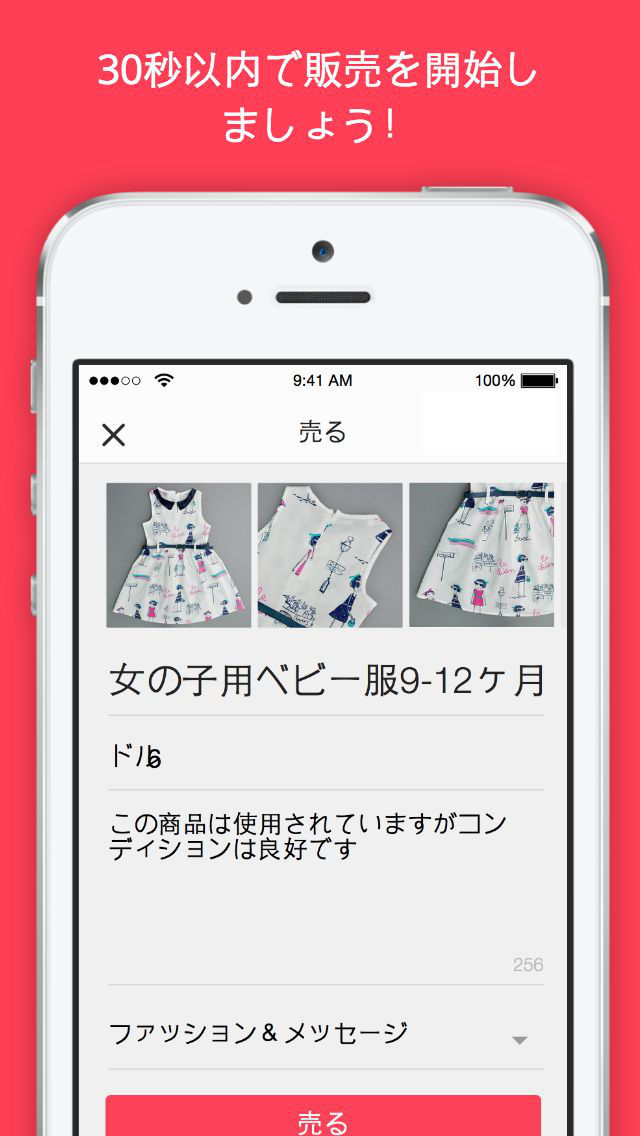 30秒以内で販売を開始し
ましょう！
9:41 AM
100%
売る
女の子用ベビー服9-12ケ月
ドル6
この商品は使用されていますがコン
ディションは良好です
256
ファッション＆メッセージ
売る